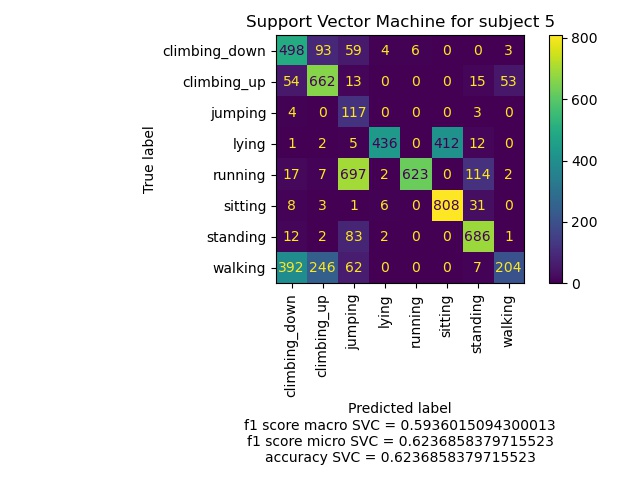 Support Vector Machine for subject 5
True label
climbing_down 498 93 59 4 6 0 0 3
climbing_up 54 662 13 0 0 0 15 53
jumping 4 0 117 0 0 0 3 0
lying 1 2 5 436 0 412 12 0
running 17 7 697 2 623 0 114 2
sitting 8 3 1 6 0 808 31 0
standing 12 2 83 2 0 0 686 1
walking 392 246 62 0 0 0 7 204
climbing_down climbing_up jumping lying running sitting standing walking
800
600
400
200
0
Predicted label
f1 score macro SVC = 0.5936015094300013
f1 score micro SVC = 0.6236858379715523
accuracy SVC = 0.6236858379715523